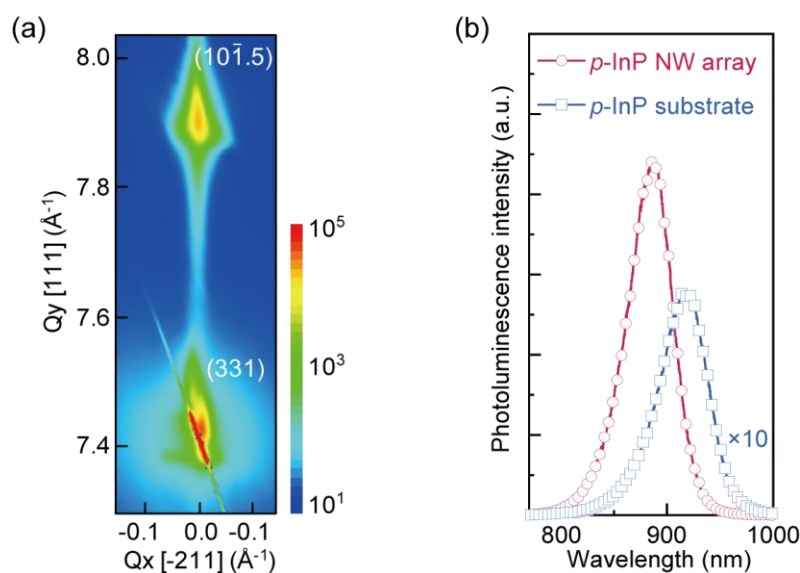 (a)
(101̄.5)
(331)
8.0
7.8
7.6
7.4
Qy [111] (Å⁻¹)
-0.1 0.0 -0.1
Qx [-211] (Å⁻¹)
10⁵
10³
10¹
(b)
p-InP NW array
p-InP substrate
×10
Photoluminescence intensity (a.u.)
800 900 1000
Wavelength (nm)